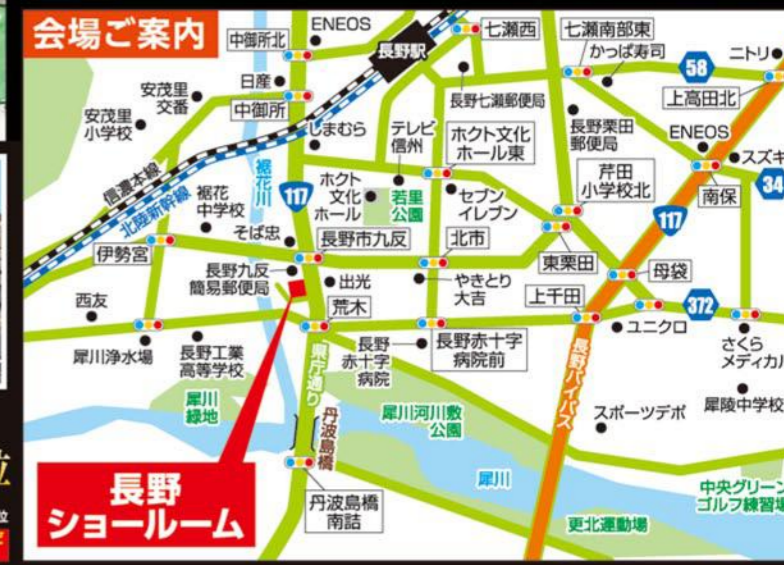 会場ご案内
中御所北
ENEOS
長野駅
七瀬西
七瀬南部東
かっぱ寿司
58
ニトリ
上高田北
安茂里
交番
日産
中御所
安茂里
小学校
しまむら
テレビ
信州
長野七瀬郵便局
ホクト文化
ホール東
長野栗田
郵便局
ENEOS
スズキ
34
南保
信濃本線
北陸新幹線
裾花川
裾花
中学校
117
ホクト
文化
ホール
若里
公園
セブン
イレブン
芹田
小学校北
117
伊勢宮
そば忠
長野市九反
北市
東栗田
母袋
長野九反
簡易郵便局
出光
やきとり
大吉
上千田
372
西友
荒木
ユニクロ
さくら
メディカル
犀川浄水場
長野工業
高等学校
県庁通り
長野
赤十字
病院
長野赤十字
病院前
長野バイパス
犀陵中学校
犀川
緑地
丹波島橋
犀川河川敷
公園
スポーツデポ
長野
ショールーム
犀川
中央グリーン
ゴルフ練習場
丹波島橋
南詰
更北運動場
位